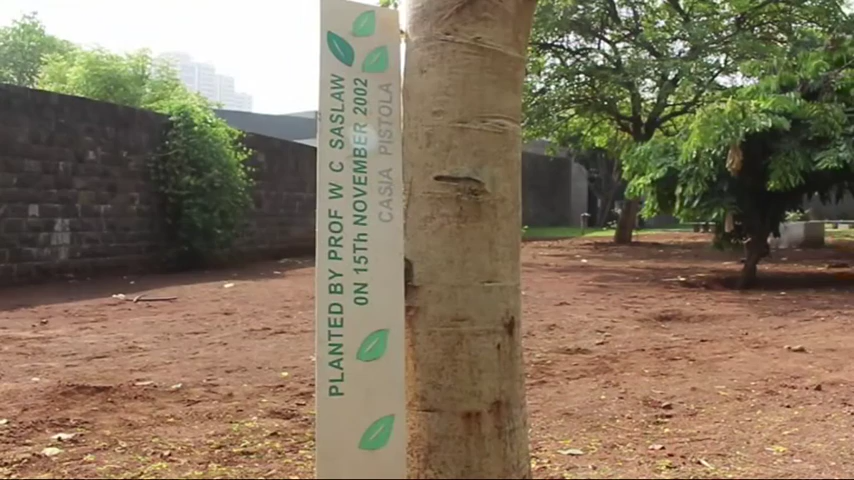 PLANTED BY PROF W C SASLAW
ON 15Th NOVEMBER 2002
CASIA PISTOLA